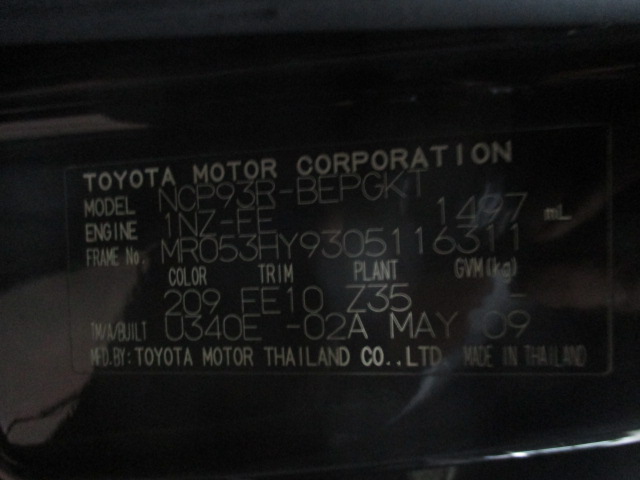 TOYOTA MOTOR CORPORATION
MODEL NCP93R-BEPGKT
ENGINE 1NZ-FE 1497 mL
FRAME No. MR053HY9305116311
COLOR TRIM PLANT GVM(kg)
209 FE10 Z35 -
TM/A/BUILT U340E -02A MAY 09
MFD.BY:TOYOTA MOTOR THAILAND CO.,LTD. MADE IN THAILAND